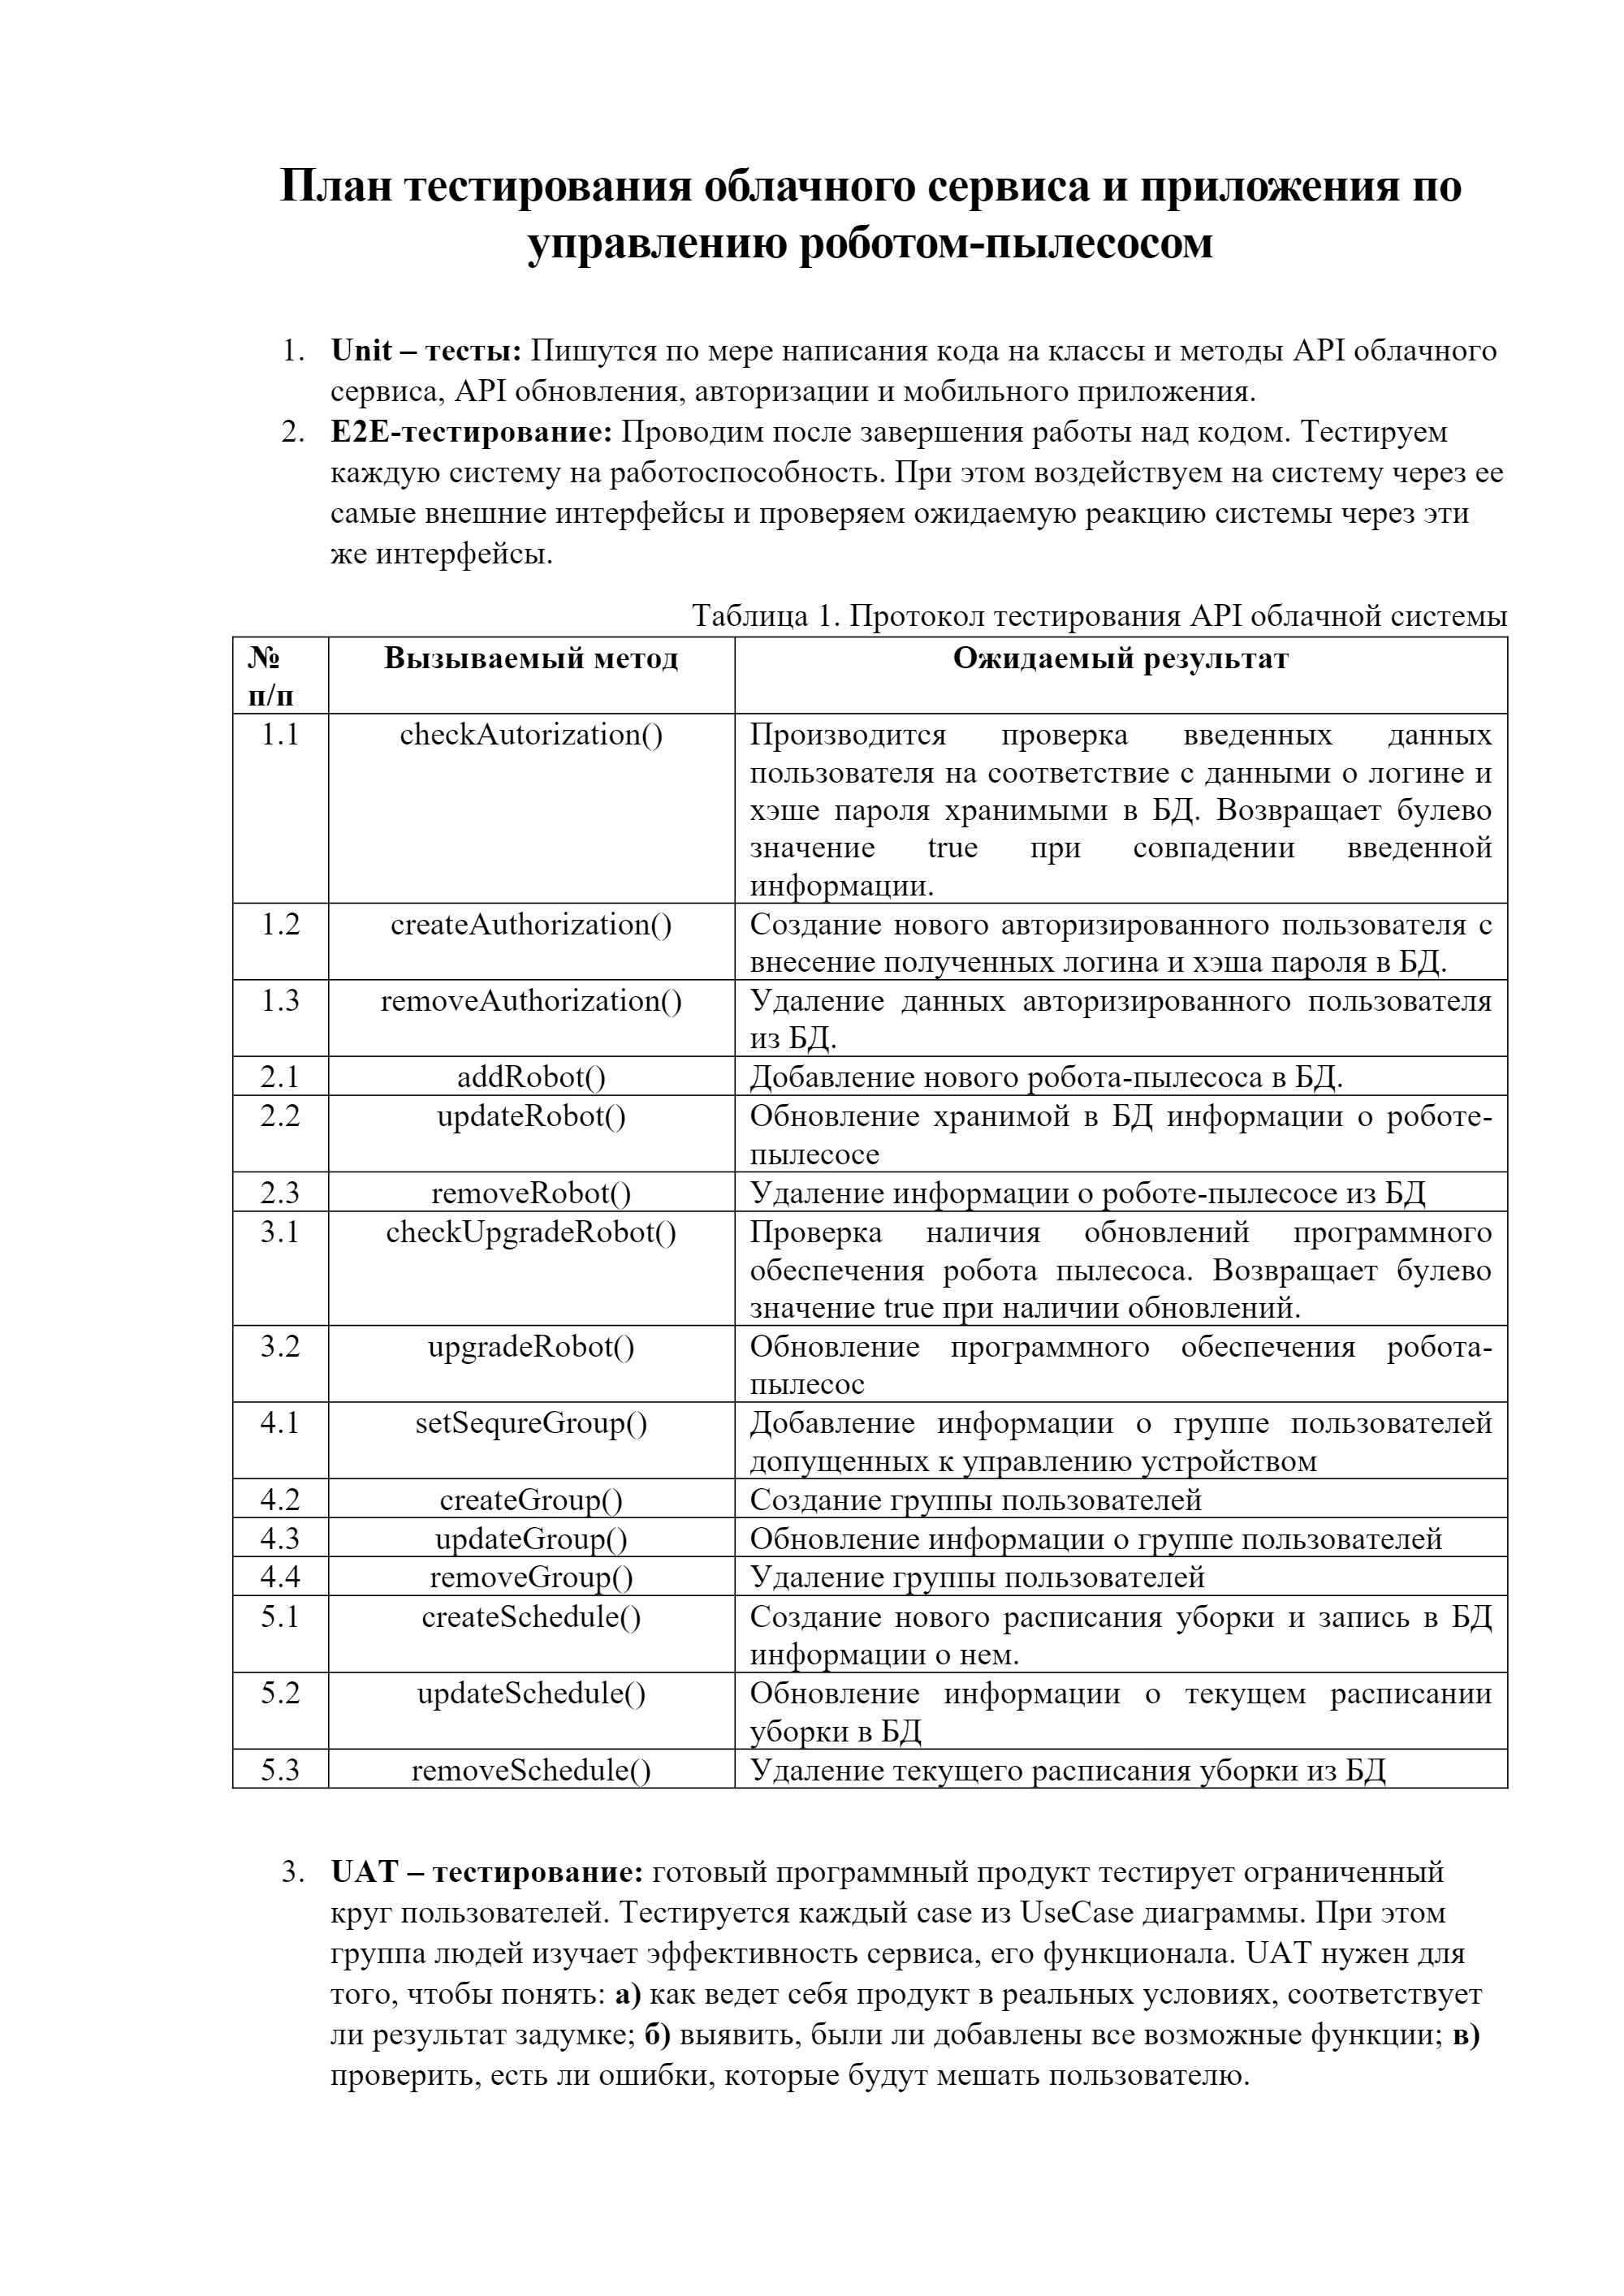 План тестирования облачного сервиса и приложения по
управлению роботом-пылесосом
1. Unit – тесты: Пишутся по мере написания кода на классы и методы API облачного
сервиса, API обновления, авторизации и мобильного приложения.
2. E2E-тестирование: Проводим после завершения работы над кодом. Тестируем
каждую систему на работоспособность. При этом воздействуем на систему через ее
самые внешние интерфейсы и проверяем ожидаемую реакцию системы через эти
же интерфейсы.
Таблица 1. Протокол тестирования API облачной системы
№ Вызываемый метод Ожидаемый результат
п/п
1.1 checkAutorization() Производится проверка введенных данных
пользователя на соответствие с данными о логине и
хэше пароля хранимыми в БД. Возвращает булево
значение true при совпадении введенной
информации.
1.2 createAuthorization() Создание нового авторизированного пользователя с
внесение полученных логина и хэша пароля в БД.
1.3 removeAuthorization() Удаление данных авторизированного пользователя
из БД.
2.1 addRobot() Добавление нового робота-пылесоса в БД.
2.2 updateRobot() Обновление хранимой в БД информации о роботе-
пылесосе
2.3 removeRobot() Удаление информации о роботе-пылесосе из БД
3.1 checkUpgradeRobot() Проверка наличия обновлений программного
обеспечения робота пылесоса. Возвращает булево
значение true при наличии обновлений.
3.2 upgradeRobot() Обновление программного обеспечения робота-
пылесос
4.1 setSequreGroup() Добавление информации о группе пользователей
допущенных к управлению устройством
4.2 createGroup() Создание группы пользователей
4.3 updateGroup() Обновление информации о группе пользователей
4.4 removeGroup() Удаление группы пользователей
5.1 createSchedule() Создание нового расписания уборки и запись в БД
информации о нем.
5.2 updateSchedule() Обновление информации о текущем расписании
уборки в БД
5.3 removeSchedule() Удаление текущего расписания уборки из БД
3. UAT – тестирование: готовый программный продукт тестирует ограниченный
круг пользователей. Тестируется каждый case из UseCase диаграммы. При этом
группа людей изучает эффективность сервиса, его функционала. UAT нужен для
того, чтобы понять: а) как ведет себя продукт в реальных условиях, соответствует
ли результат задумке; б) выявить, были ли добавлены все возможные функции; в)
проверить, есть ли ошибки, которые будут мешать пользователю.